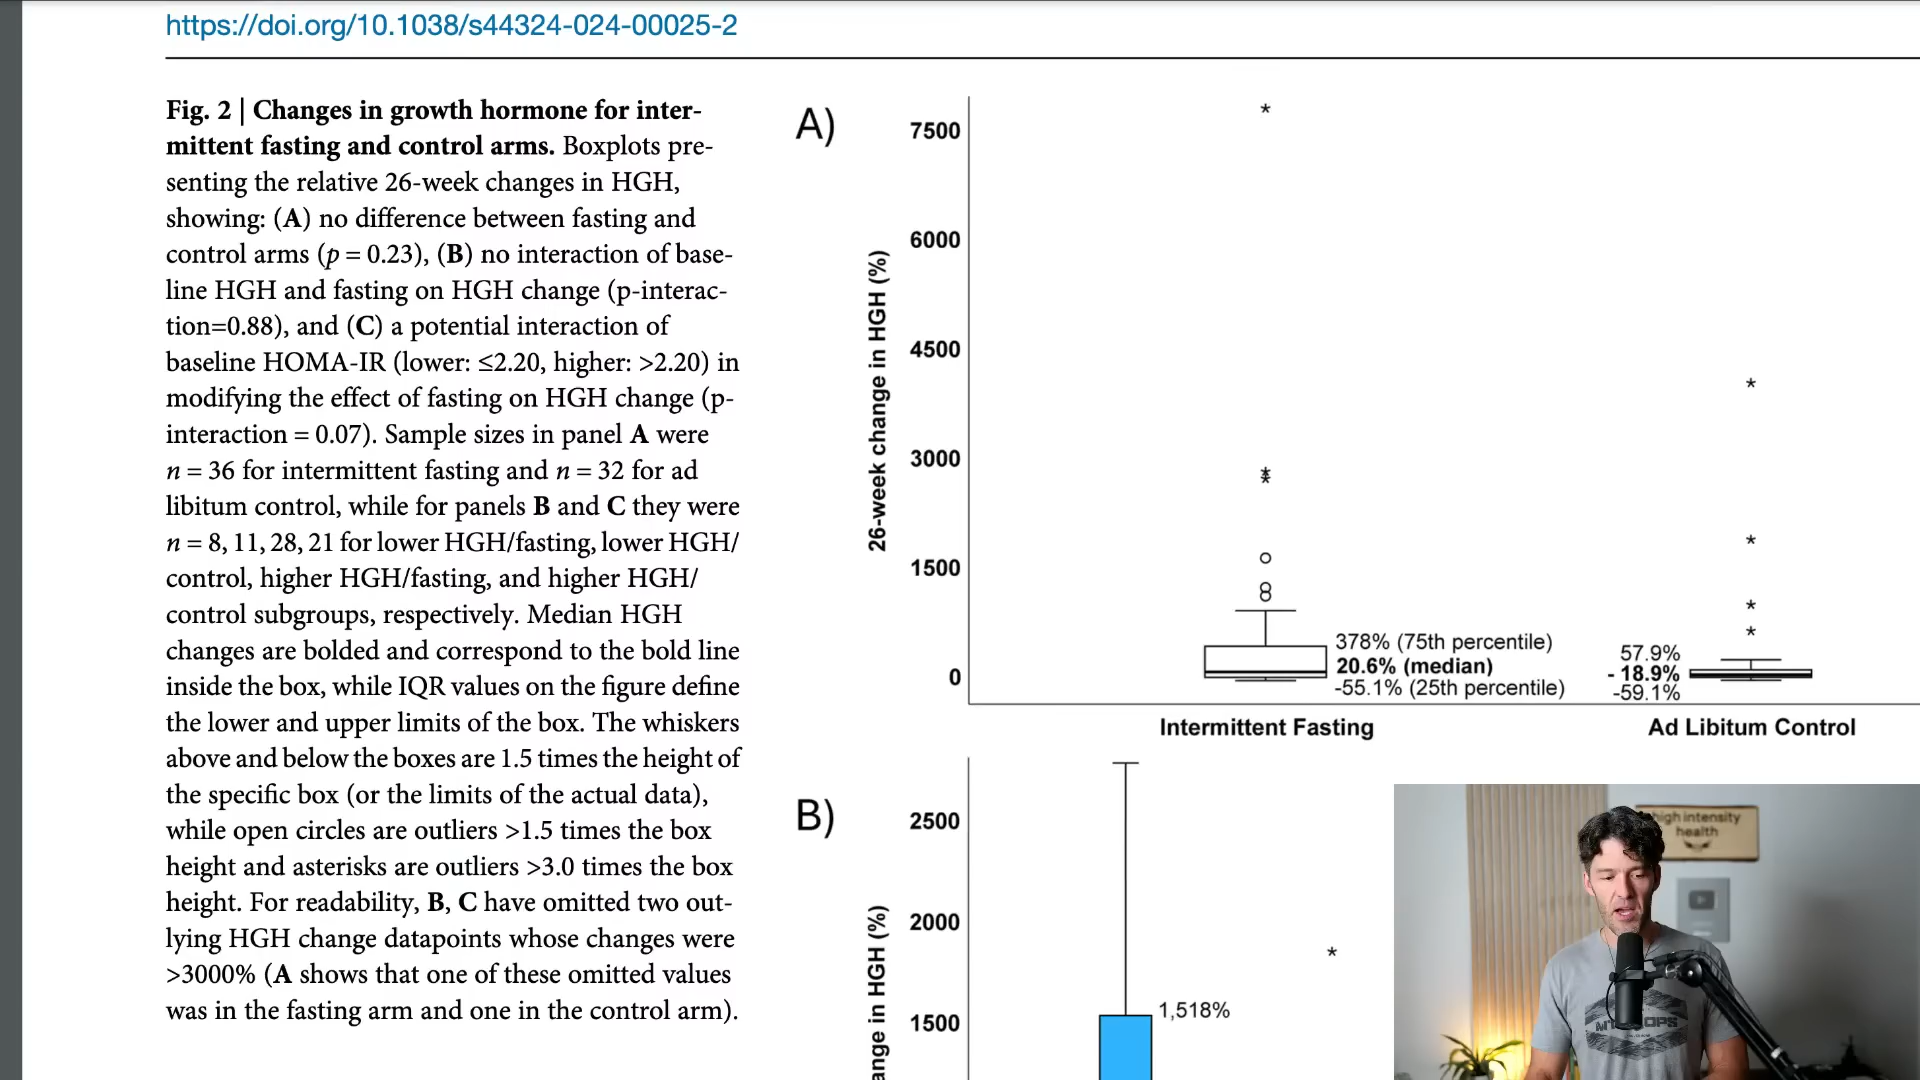 https://doi.org/10.1038/s44324-024-00025-2
Fig. 2 | Changes in growth hormone for inter-
mittent fasting and control arms. Boxplots pre-
senting the relative 26-week changes in HGH,
showing: (A) no difference between fasting and
control arms (p = 0.23), (B) no interaction of base-
line HGH and fasting on HGH change (p-interac-
tion=0.88), and (C) a potential interaction of
baseline HOMA-IR (lower: ≤2.20, higher: >2.20) in
modifying the effect of fasting on HGH change (p-
interaction = 0.07). Sample sizes in panel A were
n = 36 for intermittent fasting and n = 32 for ad
libitum control, while for panels B and C they were
n = 8, 11, 28, 21 for lower HGH/fasting, lower HGH/
control, higher HGH/fasting, and higher HGH/
control subgroups, respectively. Median HGH
changes are bolded and correspond to the bold line
inside the box, while IQR values on the figure define
the lower and upper limits of the box. The whiskers
above and below the boxes are 1.5 times the height of
the specific box (or the limits of the actual data),
while open circles are outliers >1.5 times the box
height and asterisks are outliers >3.0 times the box
height. For readability, B, C have omitted two out-
lying HGH change datapoints whose changes were
>3000% (A shows that one of these omitted values
was in the fasting arm and one in the control arm).
A)
26-week change in HGH (%)
7500
6000
4500
3000
1500
0
378% (75th percentile)
20.6% (median)
-55.1% (25th percentile)
57.9%
- 18.9%
-59.1%
Intermittent Fasting
Ad Libitum Control
B)
ange in HGH (%)
2500
2000
1500
1,518%
high intensity
health